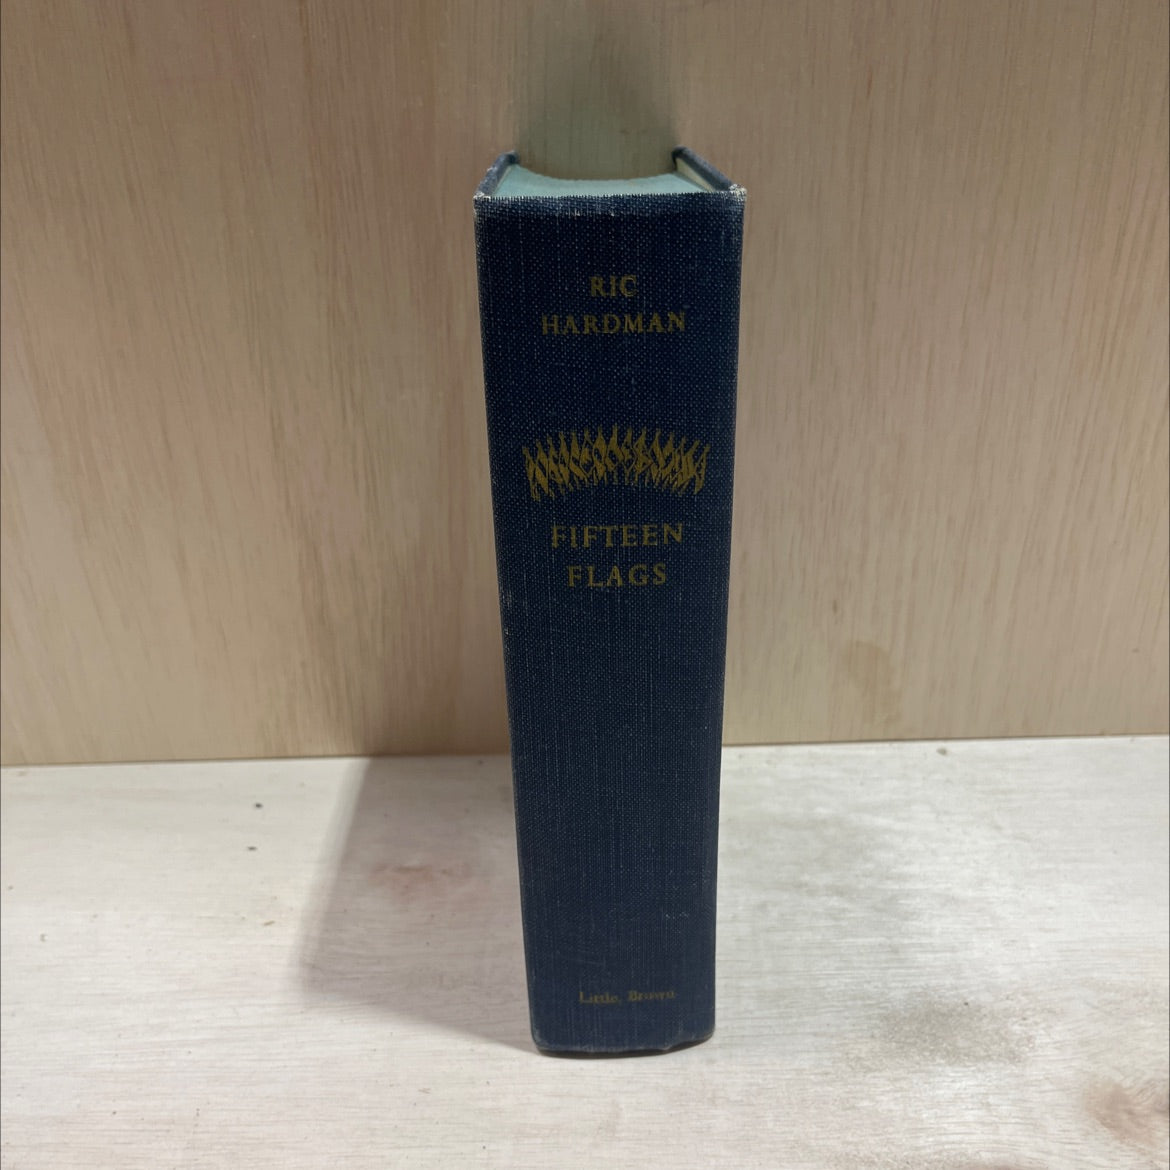 RIC
HARDMAN
FIFTEEN
FLAGS
Little, Brown